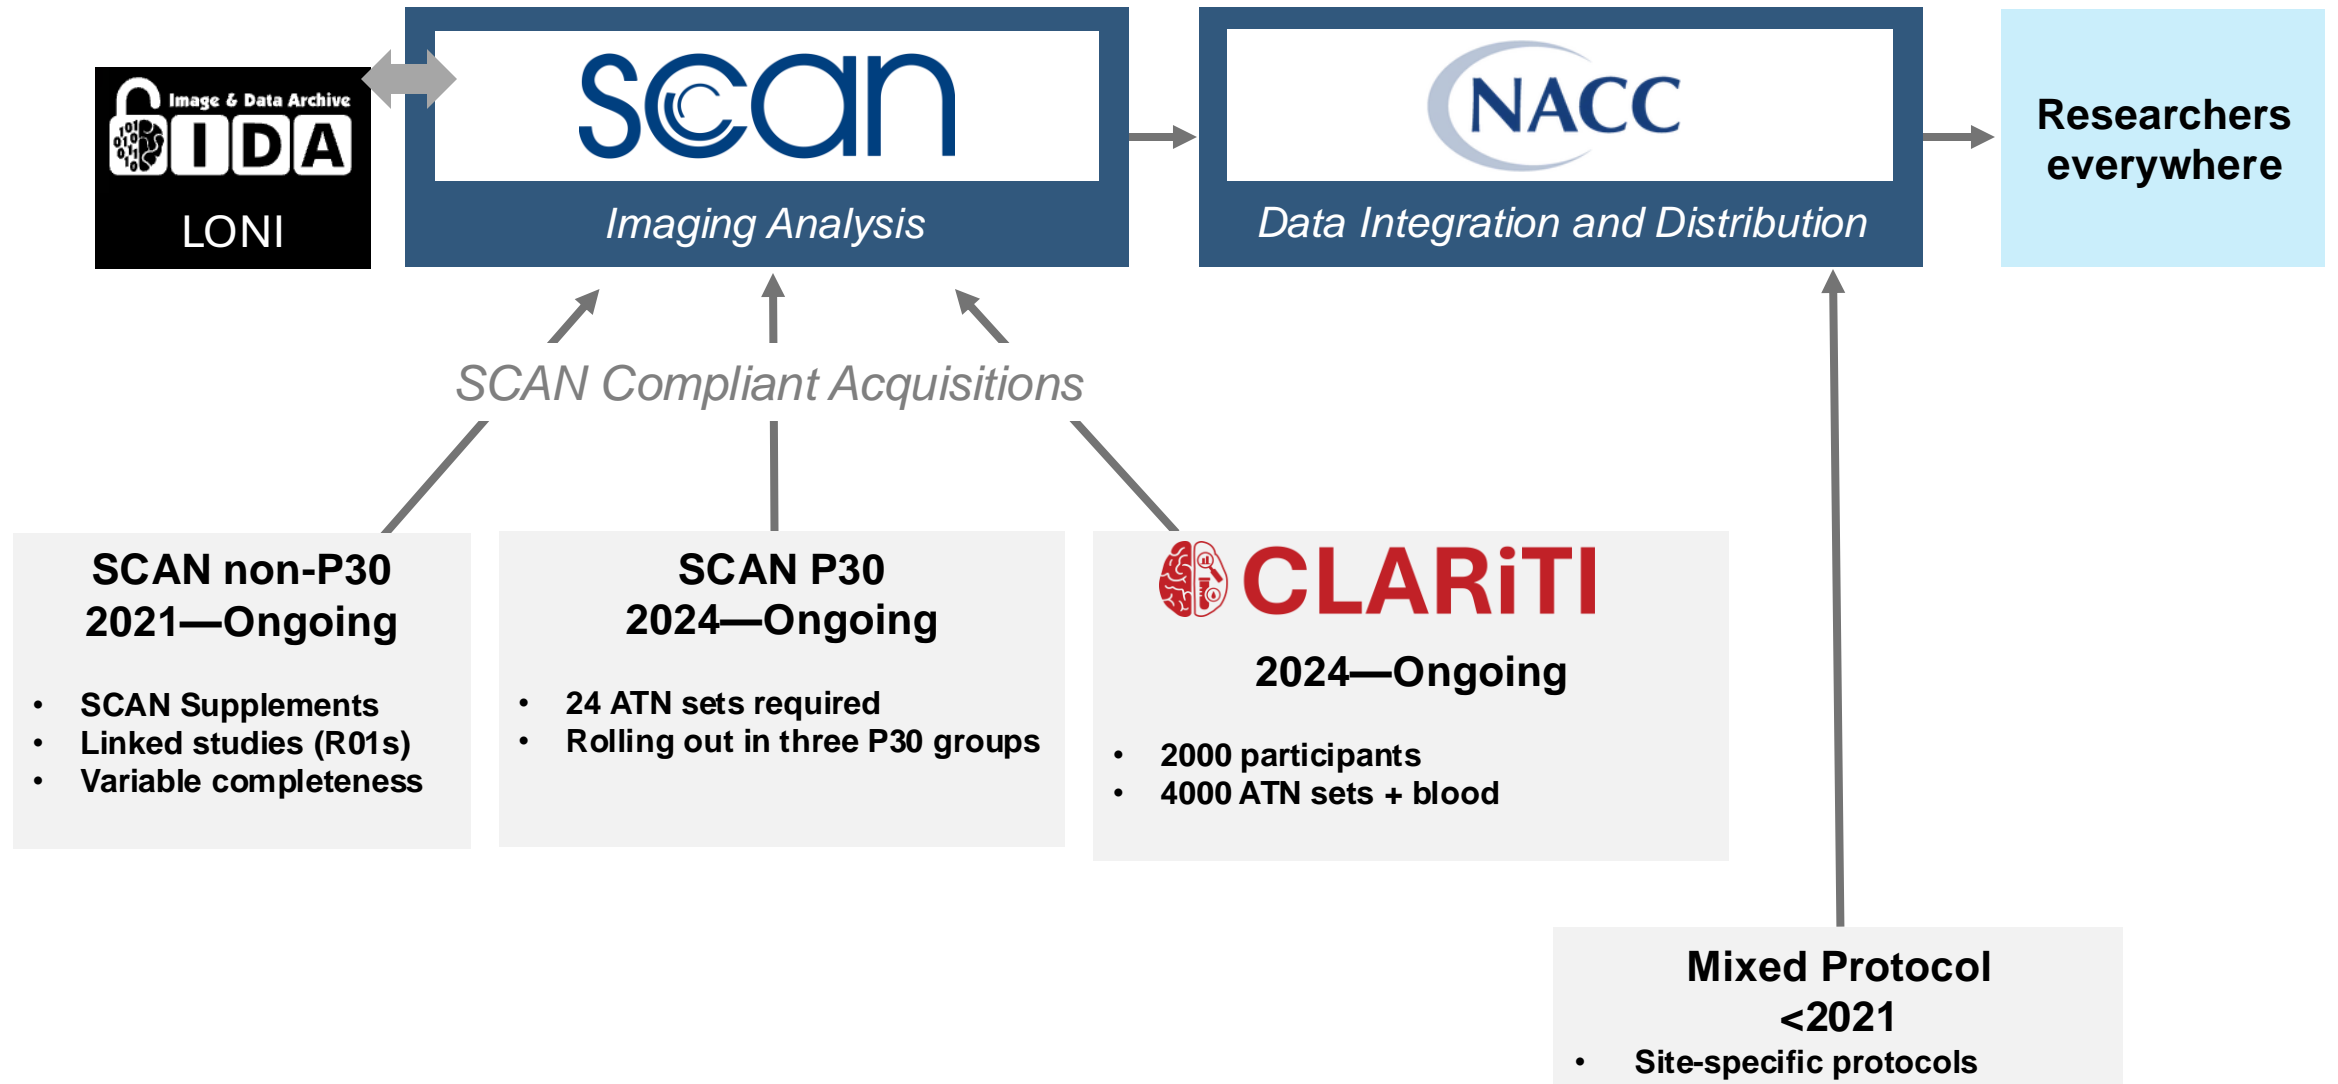 Image & Data Archive
IDA
LONI
scan
Imaging Analysis
NACC
Data Integration and Distribution
Researchers
everywhere
SCAN Compliant Acquisitions
SCAN non-P30
2021—Ongoing
• SCAN Supplements
• Linked studies (R01s)
• Variable completeness
SCAN P30
2024—Ongoing
• 24 ATN sets required
• Rolling out in three P30 groups
CLARiTI
2024—Ongoing
• 2000 participants
• 4000 ATN sets + blood
Mixed Protocol
<2021
• Site-specific protocols